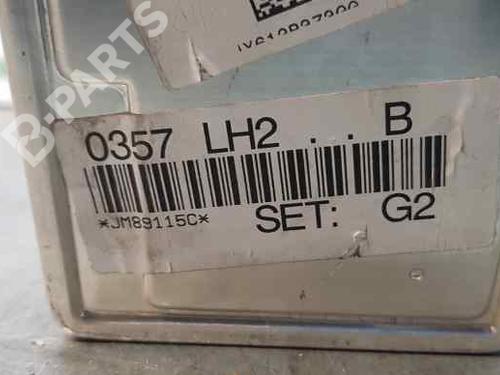 B-PARTS
0357 LH2 . . B
*JM89115C*
SET: G2